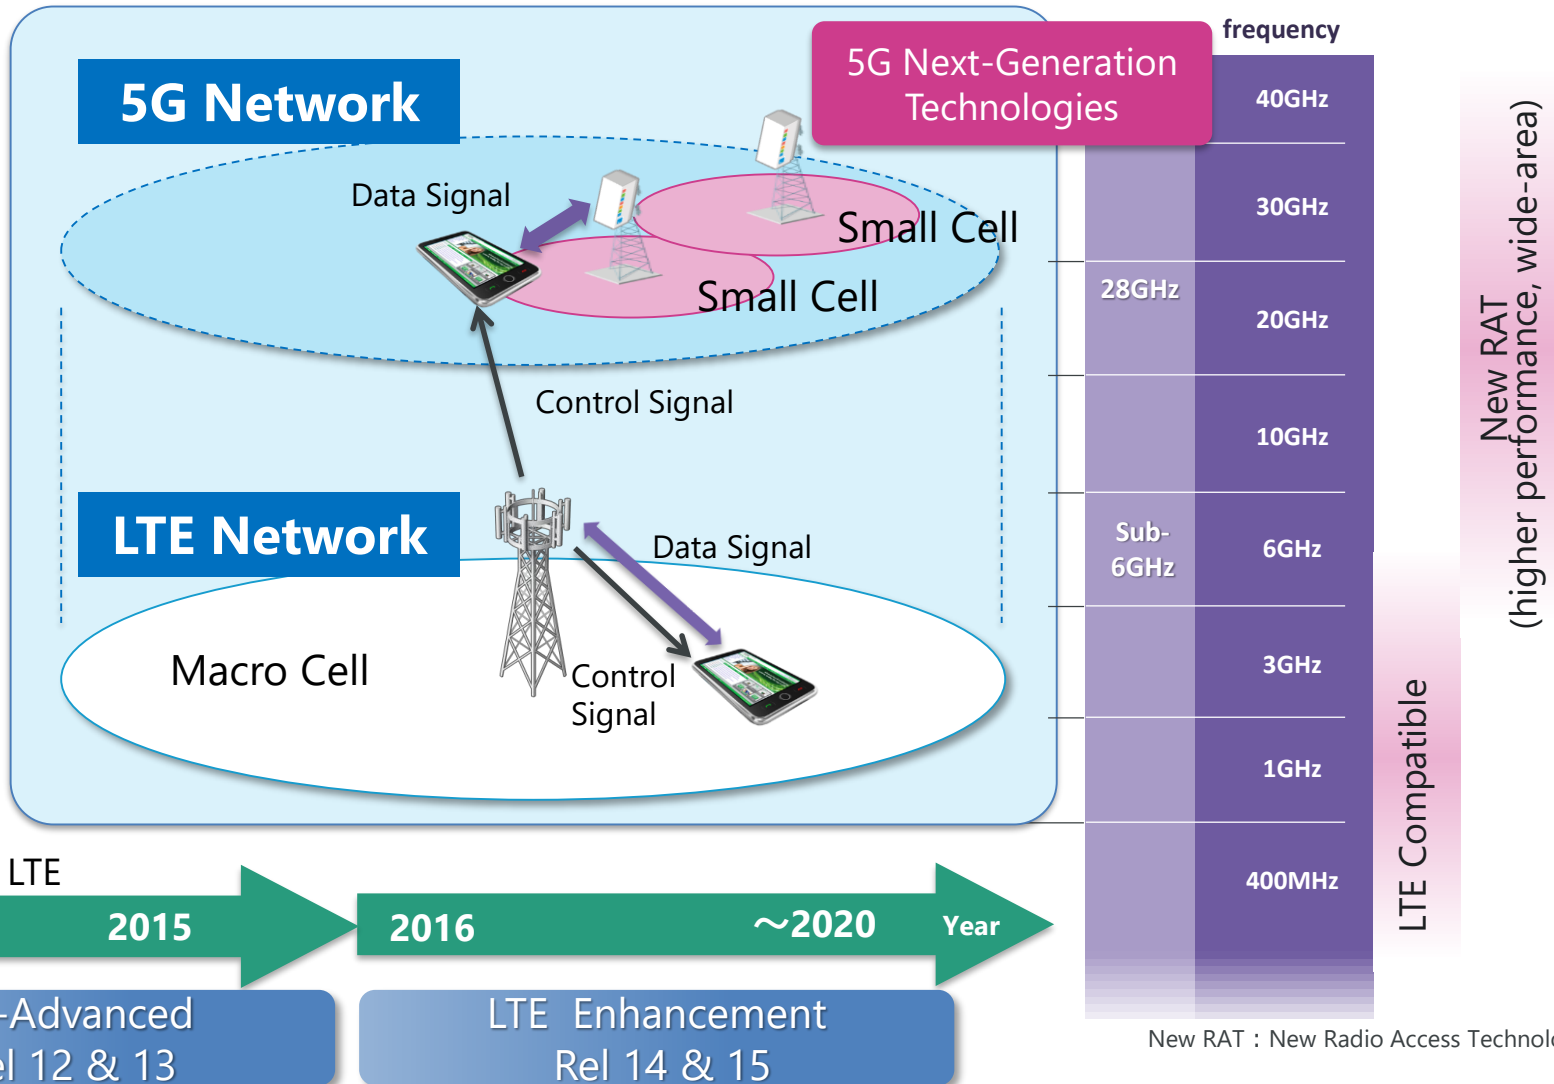 frequency
5G Next-Generation
Technologies
5G Network
40GHz
Data Signal
Small Cell
30GHz
Small Cell
28GHz
20GHz
New RAT
(higher performance, wide-area)
Control Signal
10GHz
LTE Network
Data Signal
Sub-
6GHz
6GHz
Macro Cell
Control
Signal
3GHz
1GHz
LTE Compatible
400MHz
LTE
2015
2016
～2020
Year
-Advanced
el 12 & 13
LTE Enhancement
Rel 14 & 15
New RAT：New Radio Access Technolo